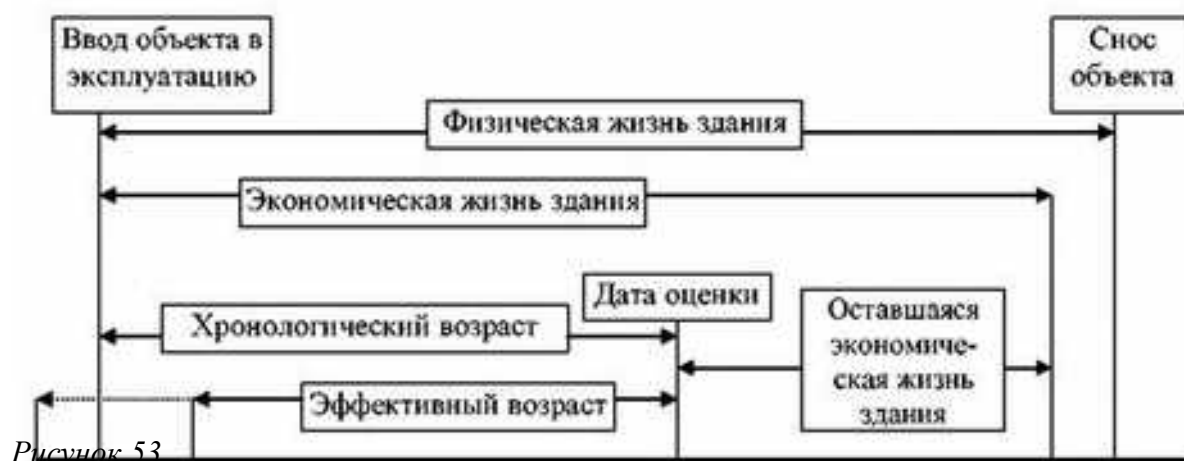 Ввод объекта в
эксплуатацию
Снос
объекта
Физическая жизнь здания
Экономическая жизнь здания
Дата оценки
Хронологический возраст
Оставшаяся
экономиче-
ская жизнь
здания
Эффективный возраст
Рисунок 53